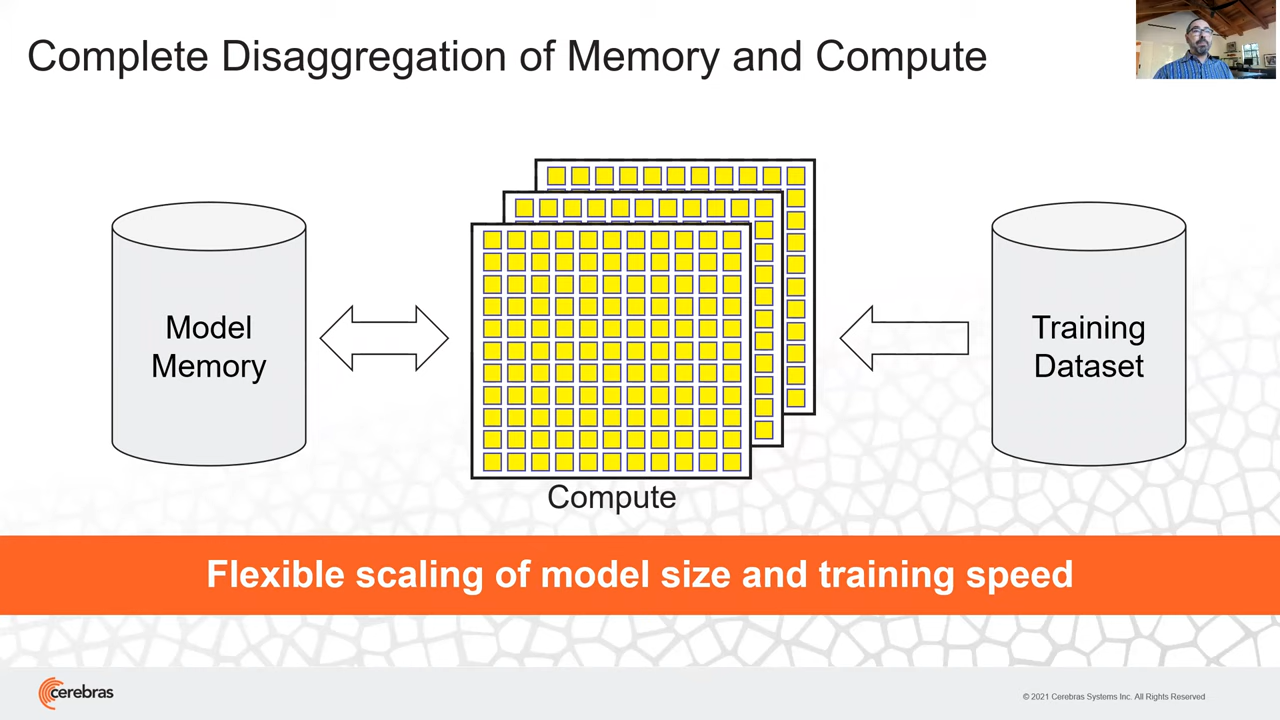 Complete Disaggregation of Memory and Compute
Model
Memory
Training
Dataset
Compute
Flexible scaling of model size and training speed
cerebras
© 2021 Cerebras Systems Inc. All Rights Reserved